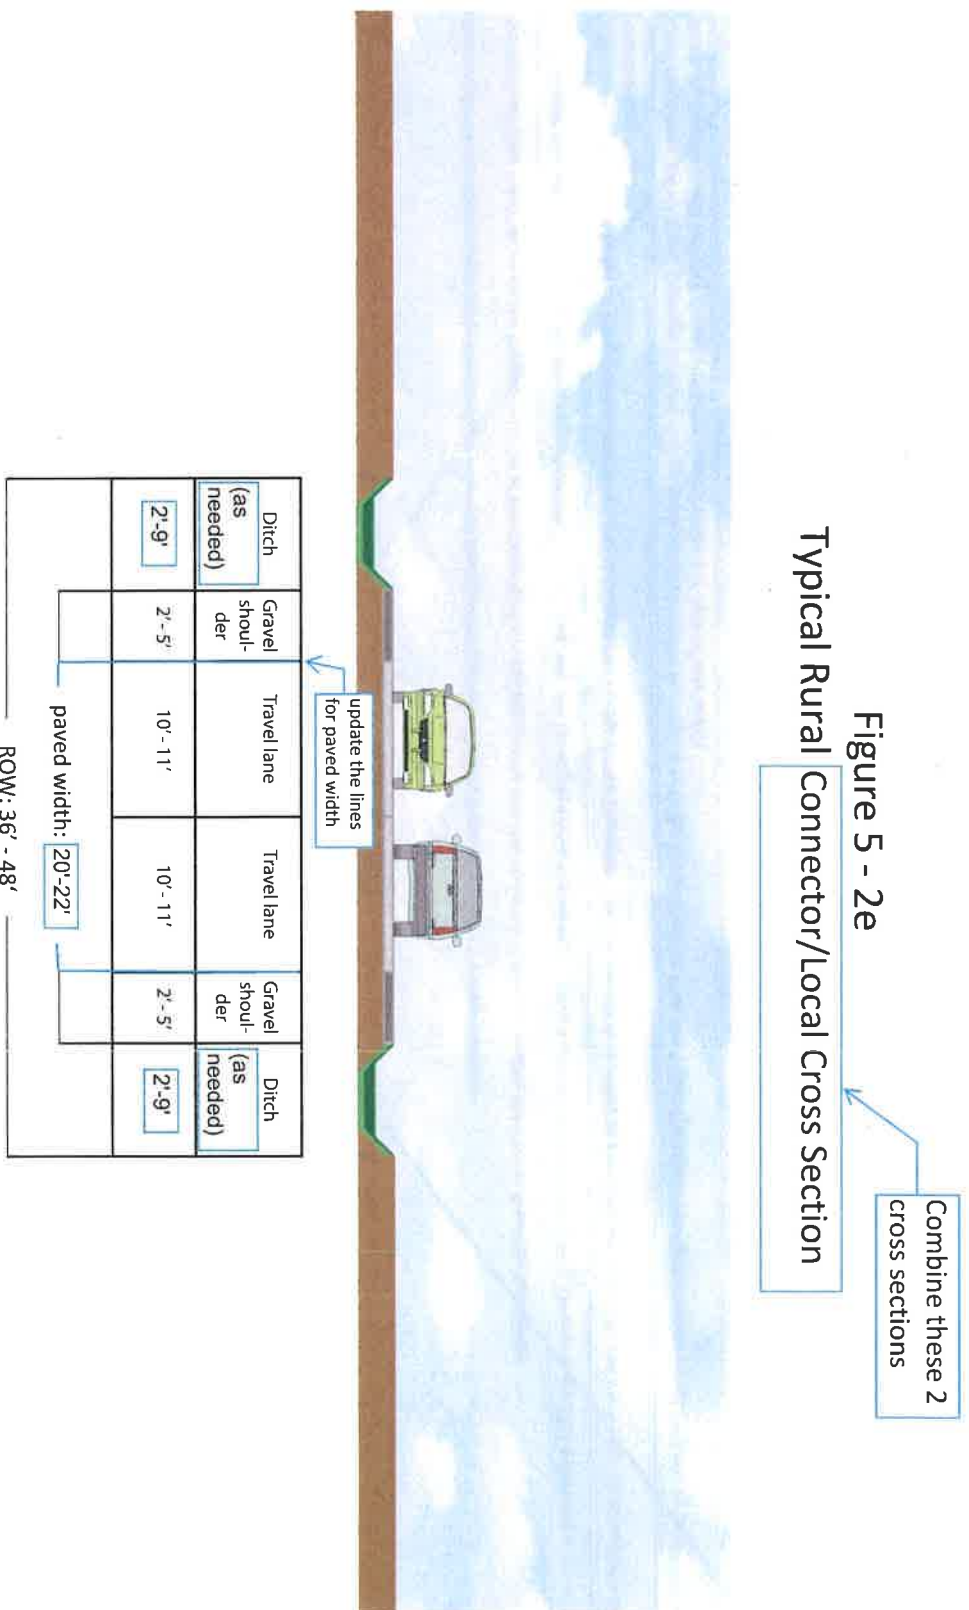 Figure 5 - 2e
Typical Rural Connector/Local Cross Section
Combine these 2
cross sections
update the lines
for paved width
Ditch
(as
needed)
Gravel
shoul-
der
Travel lane
Travel lane
Gravel
shoul-
der
Ditch
(as
needed)
2'-9'
2'- 5'
10'- 11'
10'- 11'
2'- 5'
2'-9'
paved width: 20'-22'
ROW: 36' - 48'